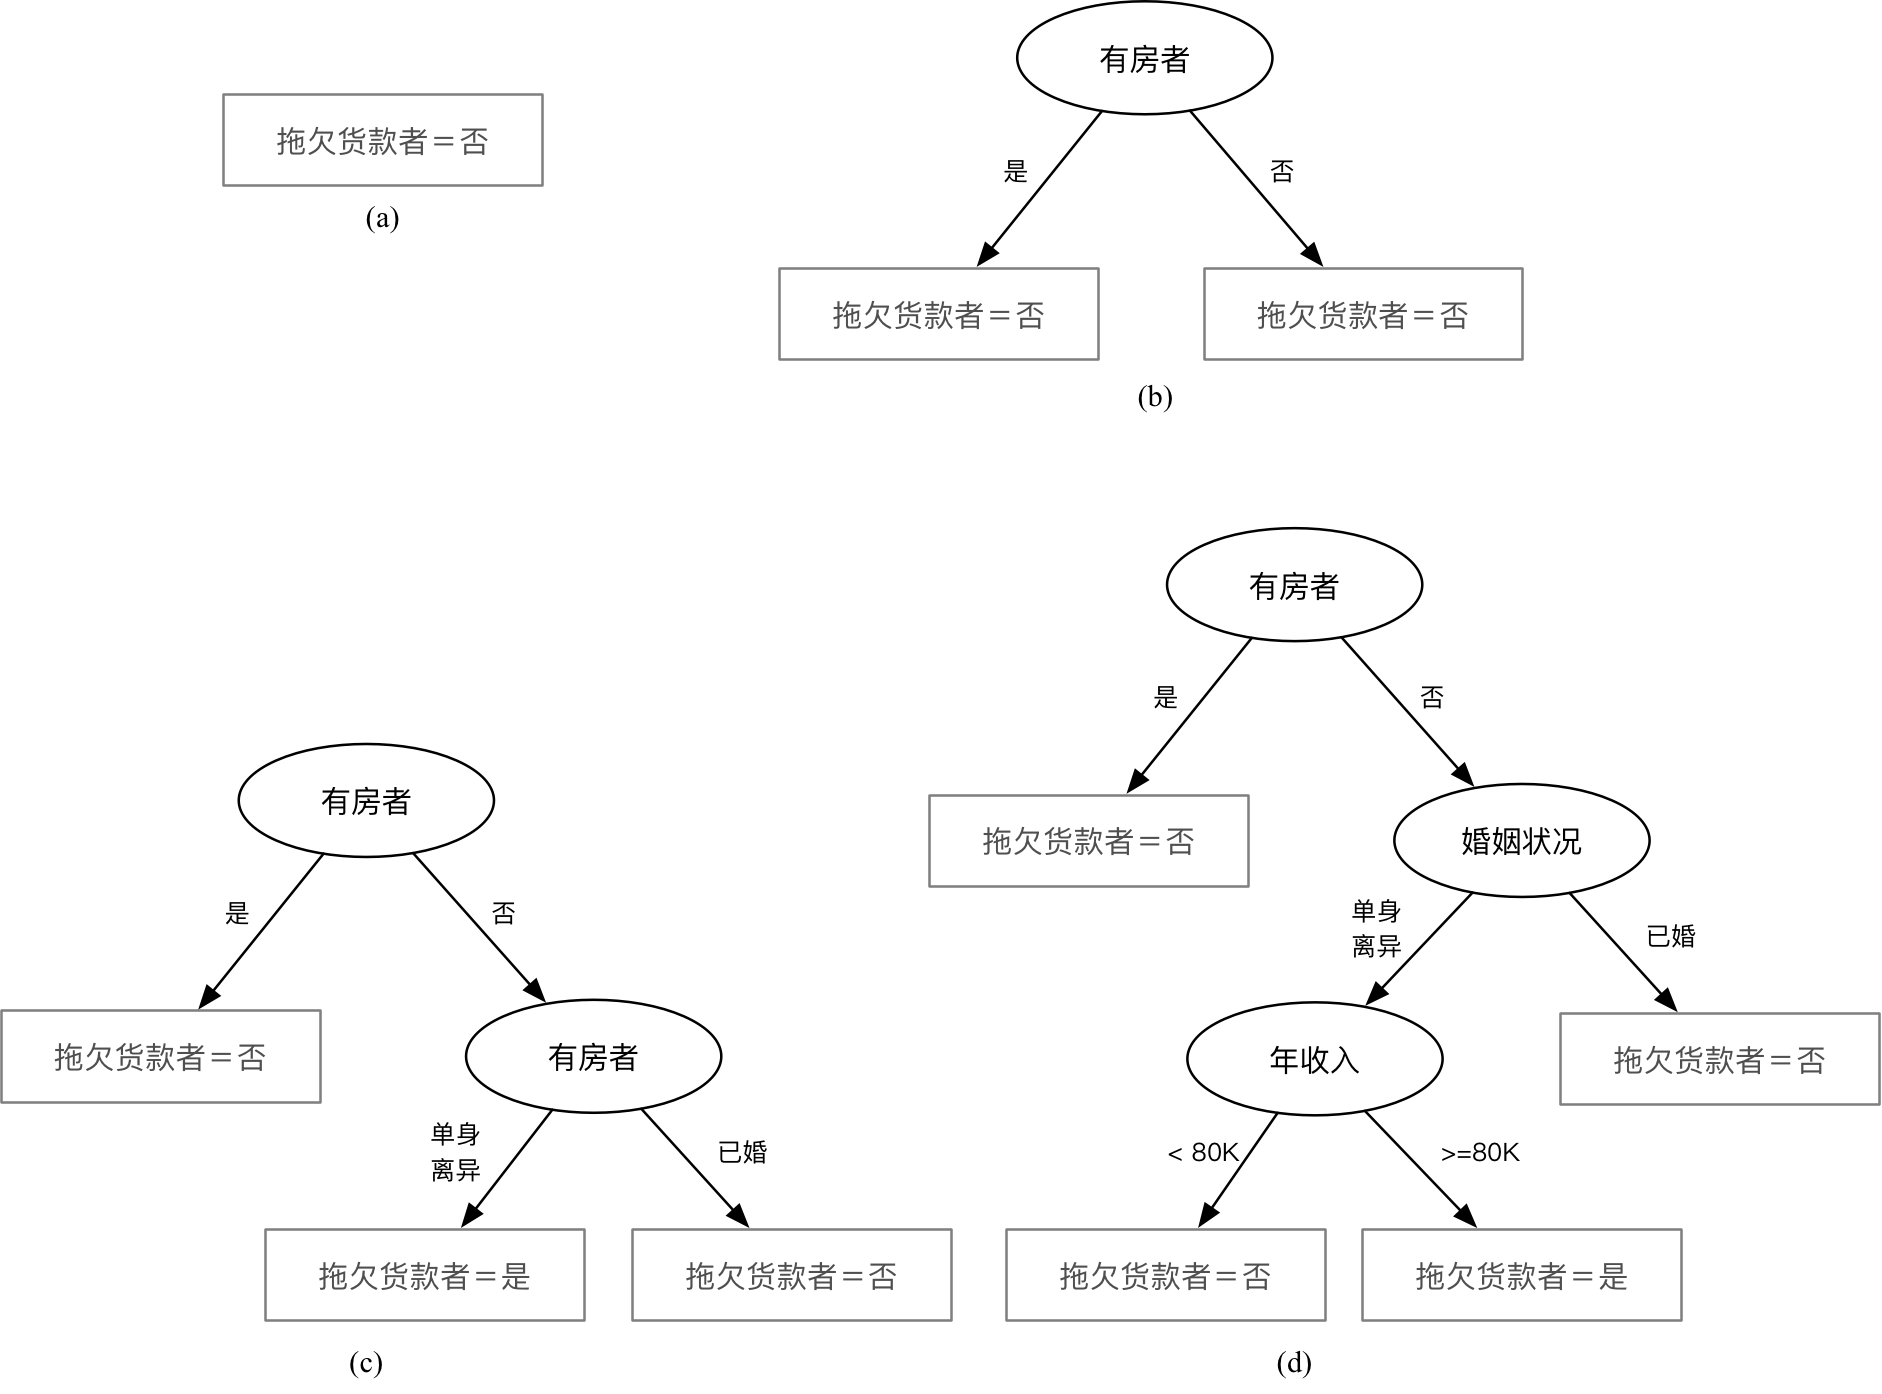 拖欠货款者＝否
(a)
有房者
是
否
拖欠货款者＝否
拖欠货款者＝否
(b)
有房者
是
否
拖欠货款者＝否
有房者
单身
离异
已婚
拖欠货款者＝是
拖欠货款者＝否
(c)
有房者
是
否
拖欠货款者＝否
婚姻状况
单身
离异
已婚
年收入
拖欠货款者＝否
< 80K
>=80K
拖欠货款者＝否
拖欠货款者＝是
(d)